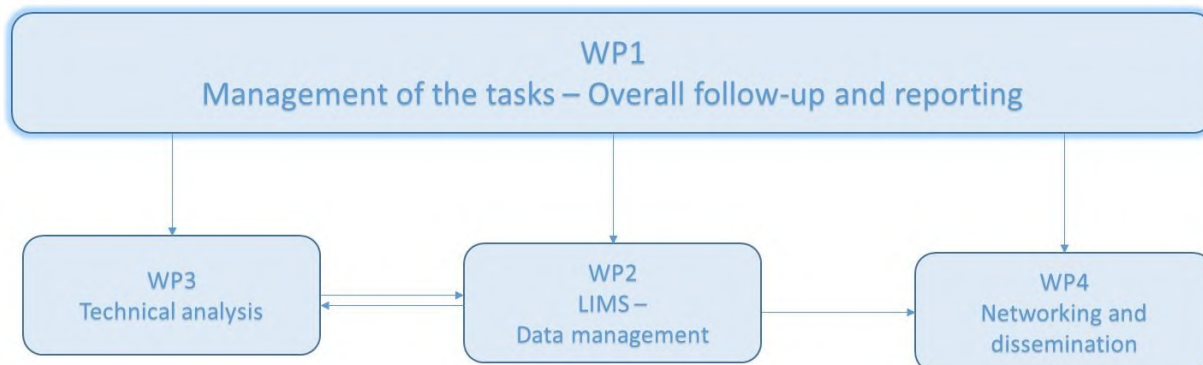 WP1
Management of the tasks – Overall follow-up and reporting
WP3
Technical analysis
WP2
LIMS –
Data management
WP4
Networking and
dissemination